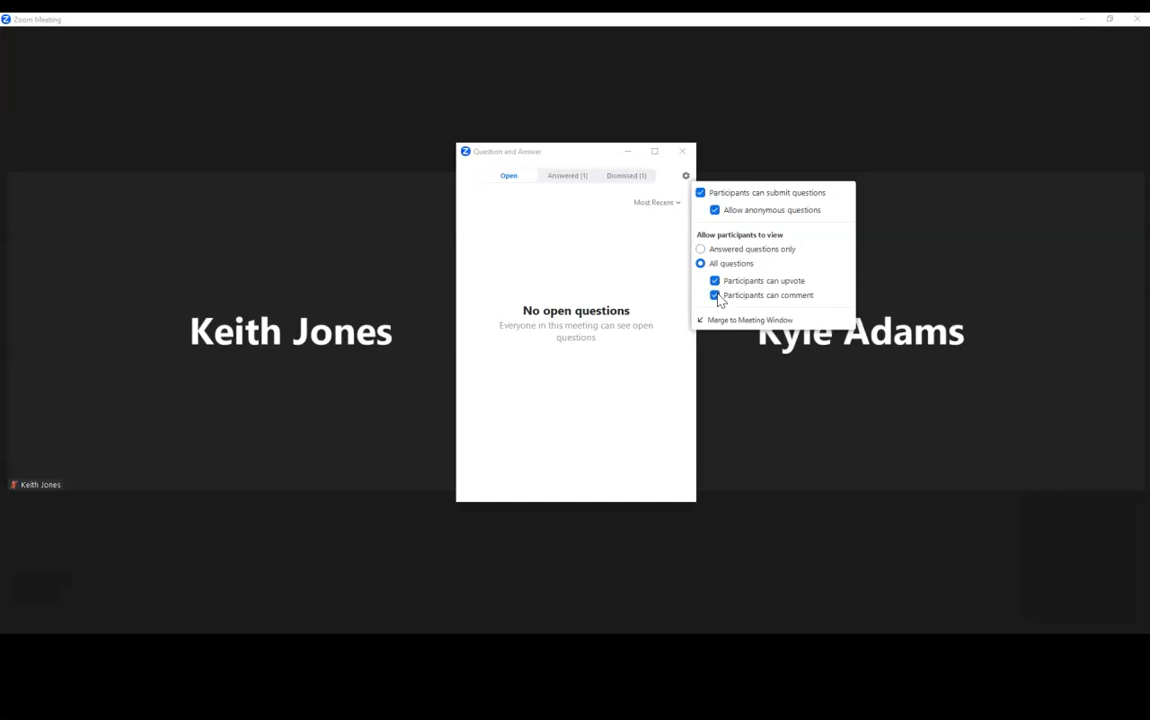 Zoom Meeting
Question and Answer
Open Answered (1) Dismissed (1)
Most Recent
Participants can submit questions
Allow anonymous questions
Allow participants to view
Answered questions only
All questions
Participants can upvote
Participants can comment
Merge to Meeting Window
No open questions
Everyone in this meeting can see open
questions
Keith Jones
Kyle Adams
Keith Jones